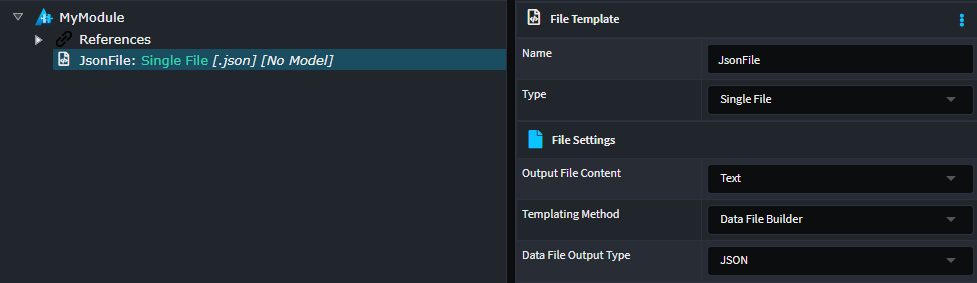 MyModule
References
JsonFile: Single File [.json] [No Model]
File Template
Name
JsonFile
Type
Single File
File Settings
Output File Content
Text
Templating Method
Data File Builder
Data File Output Type
JSON